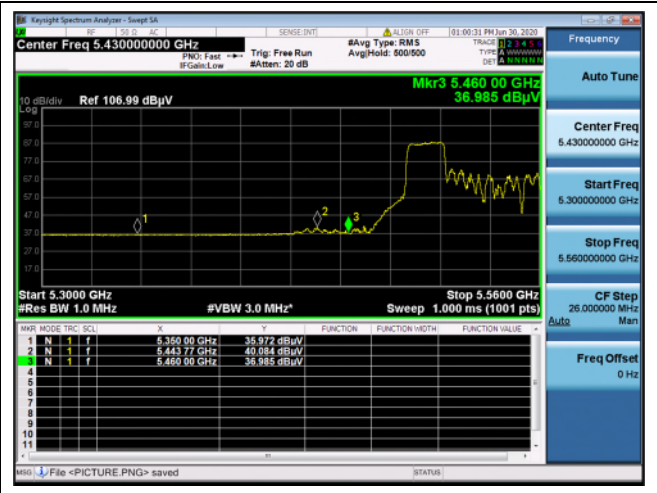 Keysight Spectrum Analyzer - Swept SA
RF 50 Ω AC SENSE:INT ALIGN OFF 01:00:31 PM Jun 30, 2020
Center Freq 5.430000000 GHz #Avg Type: RMS TRACE 1 2 3 4 5 6
PNO: Fast Trig: Free Run Avg|Hold: 500/500 TYPE A WWWWW
IFGain:Low #Atten: 20 dB DET A N N N N N
Mkr3 5.460 00 GHz
10 dB/div Ref 106.99 dBµV 36.985 dBµV
Log
97.0
87.0
77.0
67.0
57.0
47.0
37.0
27.0
17.0
1
2
3
Start 5.3000 GHz Stop 5.5600 GHz
#Res BW 1.0 MHz #VBW 3.0 MHz* Sweep 1.000 ms (1001 pts)
MKR MODE TRC SCL X Y FUNCTION FUNCTION WIDTH FUNCTION VALUE
1 N 1 f 5.350 00 GHz 35.972 dBµV
2 N 1 f 5.443 77 GHz 40.084 dBµV
3 N 1 f 5.460 00 GHz 36.985 dBµV
4
5
6
7
8
9
10
11
MSG File <PICTURE.PNG> saved STATUS
Frequency
Auto Tune
Center Freq
5.430000000 GHz
Start Freq
5.300000000 GHz
Stop Freq
5.560000000 GHz
CF Step
26.000000 MHz
Auto Man
Freq Offset
0 Hz